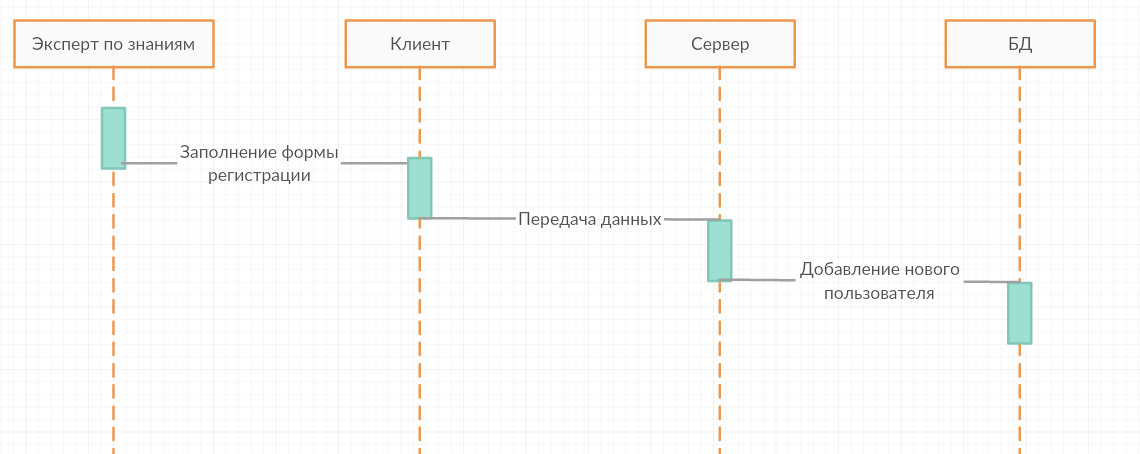 Эксперт по знаниям
Клиент
Сервер
БД
Заполнение формы
регистрации
Передача данных
Добавление нового
пользователя